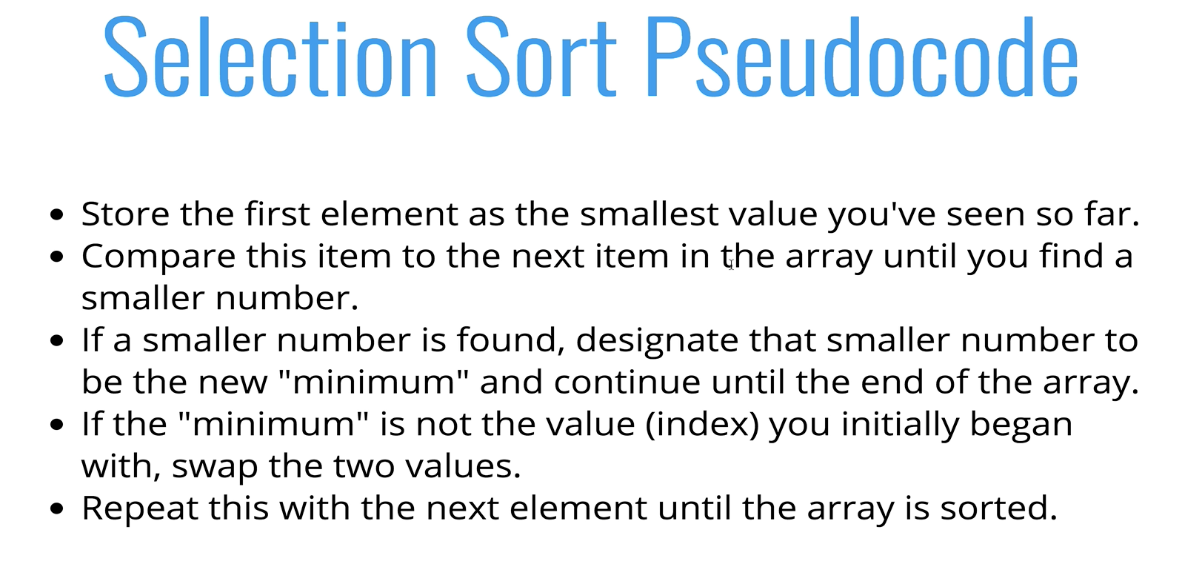 Selection Sort Pseudocode
• Store the first element as the smallest value you've seen so far.
• Compare this item to the next item in the array until you find a
smaller number.
• If a smaller number is found, designate that smaller number to
be the new "minimum" and continue until the end of the array.
• If the "minimum" is not the value (index) you initially began
with, swap the two values.
• Repeat this with the next element until the array is sorted.